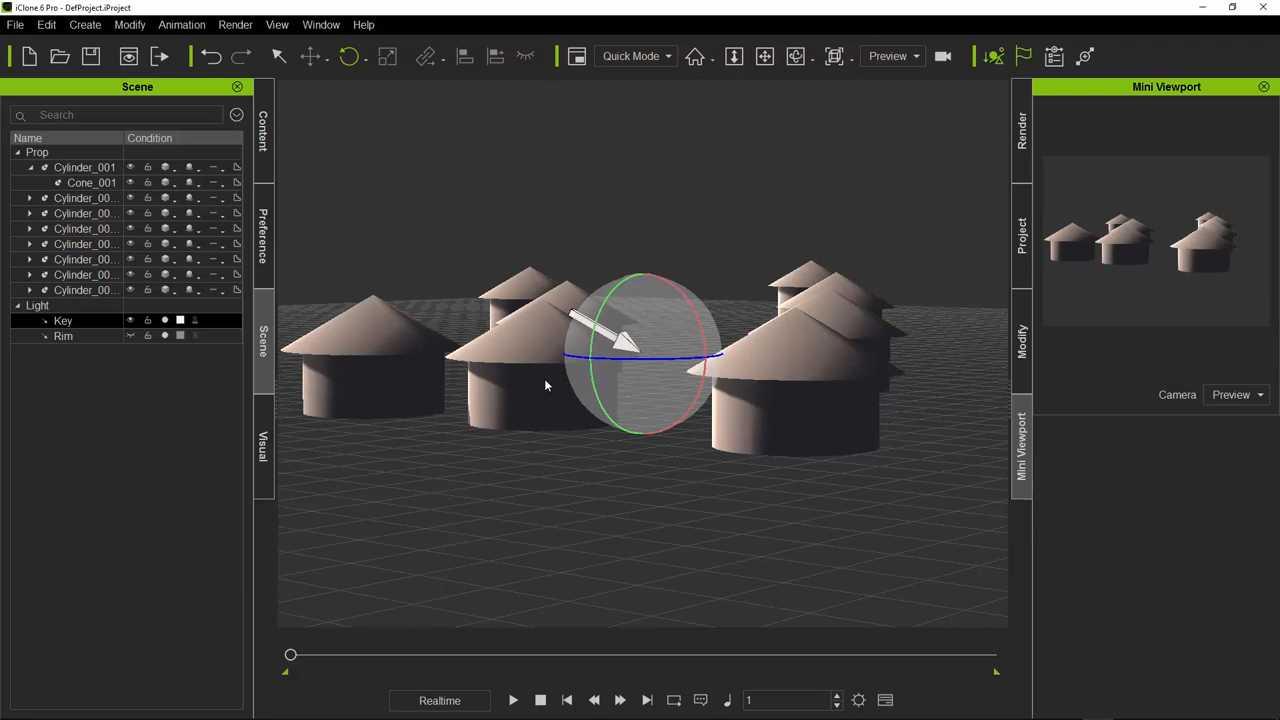 iClone 6 Pro - DefProject.iProject
File Edit Create Modify Animation Render View Window Help
Quick Mode
Preview
Scene
Search
Name Condition
Prop
Cylinder_001
Cone_001
Cylinder_00...
Cylinder_00...
Cylinder_00...
Cylinder_00...
Cylinder_00...
Cylinder_00...
Cylinder_00...
Light
Key
Rim
Content
Preference
Scene
Visual
Render
Project
Modify
Mini Viewport
Mini Viewport
Camera Preview
Realtime
1